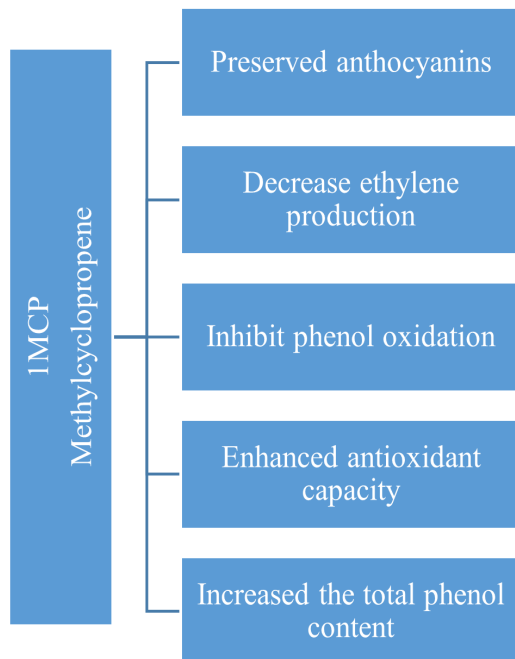 1MCP
Methylcyclopropene
Preserved anthocyanins
Decrease ethylene
production
Inhibit phenol oxidation
Enhanced antioxidant
capacity
Increased the total phenol
content